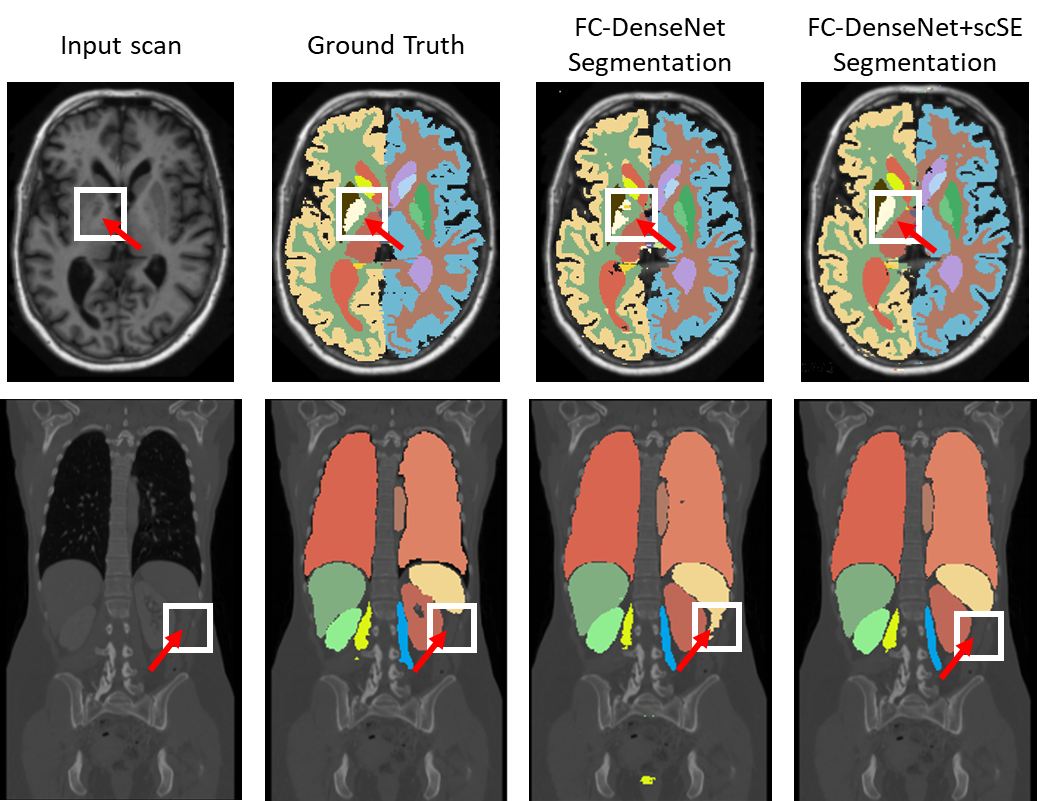 Input scan
Ground Truth
FC-DenseNet
Segmentation
FC-DenseNet+scSE
Segmentation